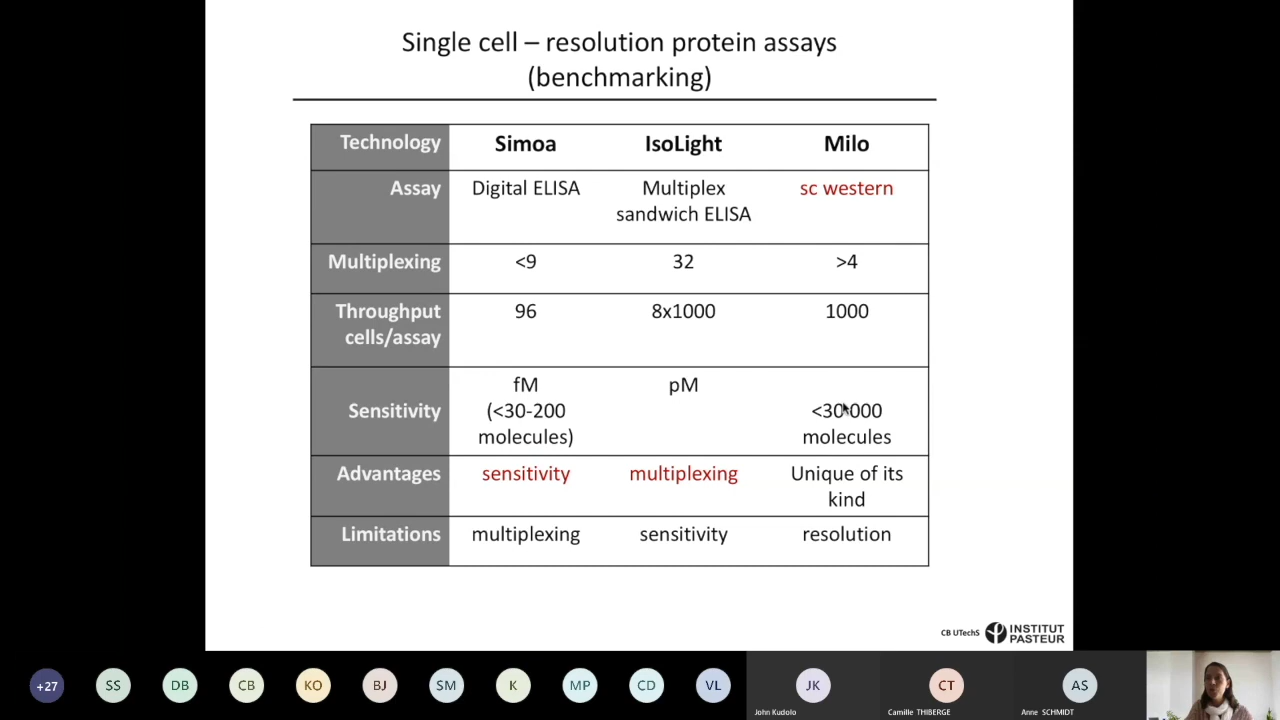 Single cell – resolution protein assays
(benchmarking)
Technology Simoa IsoLight Milo
Assay Digital ELISA Multiplex sc western
sandwich ELISA
Multiplexing <9 32 >4
Throughput 96 8x1000 1000
cells/assay
fM pM
Sensitivity (<30-200 <30 000
molecules) molecules
Advantages sensitivity multiplexing Unique of its
kind
Limitations multiplexing sensitivity resolution
CB UTechS INSTITUT
PASTEUR
+27 SS DB CB KO BJ SM K MP CD VL JK CT AS
John Kudolo Camille THIBERGE Anne SCHMIDT